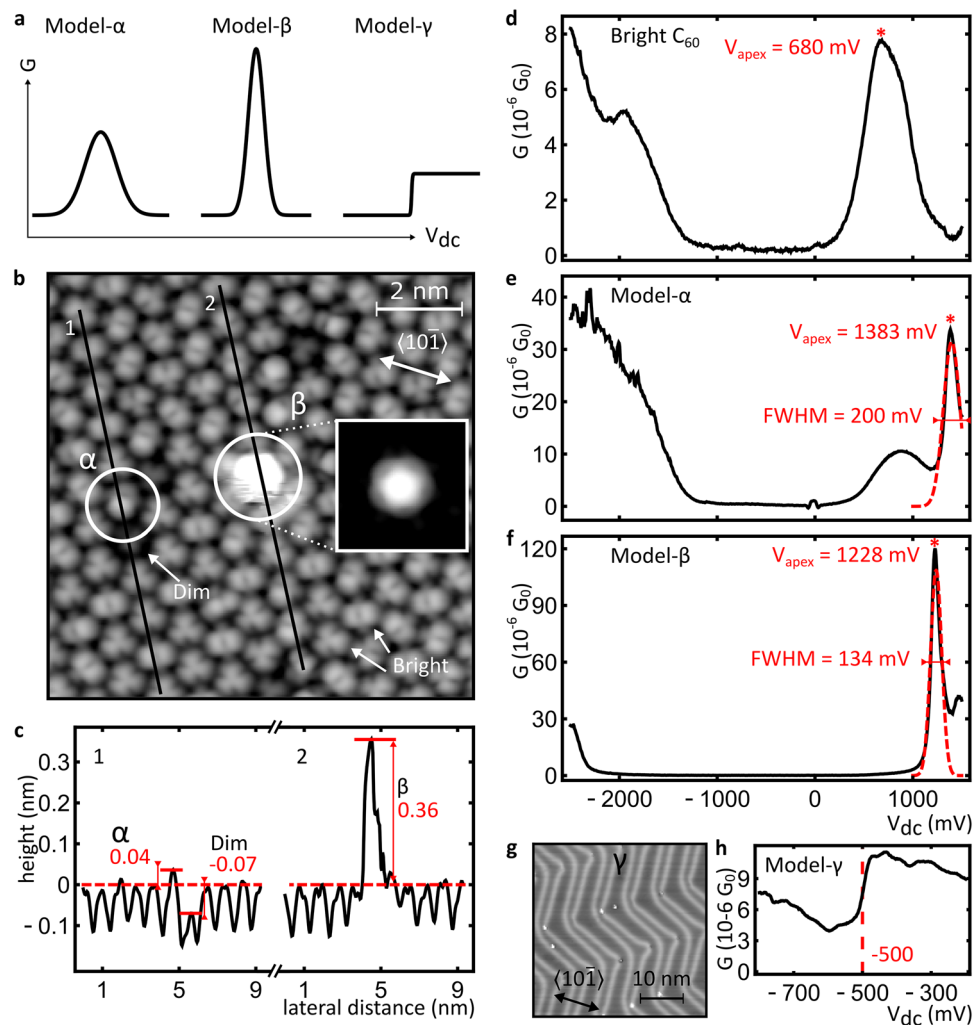 a
Model-α
Model-β
Model-γ
G
V_dc
b
2 nm
⟨101̅⟩
1
2
α
β
Dim
Bright
c
1
2
height (nm)
0.3
0.2
0.1
0
-0.1
α
0.04
Dim
-0.07
β
0.36
1 5 9 1 5 9
lateral distance (nm)
d
Bright C₆₀
V_apex = 680 mV
*
G (10⁻⁶ G₀)
8
6
4
2
0
e
Model-α
*
V_apex = 1383 mV
FWHM = 200 mV
G (10⁻⁶ G₀)
40
30
20
10
0
f
Model-β
*
V_apex = 1228 mV
FWHM = 134 mV
G (10⁻⁶ G₀)
120
90
60
30
0
-2000 -1000 0 1000
V_dc (mV)
g
γ
⟨101̅⟩
10 nm
h
Model-γ
G (10-6 G₀)
9
6
3
0
-500
-700 -500 -300
V_dc (mV)